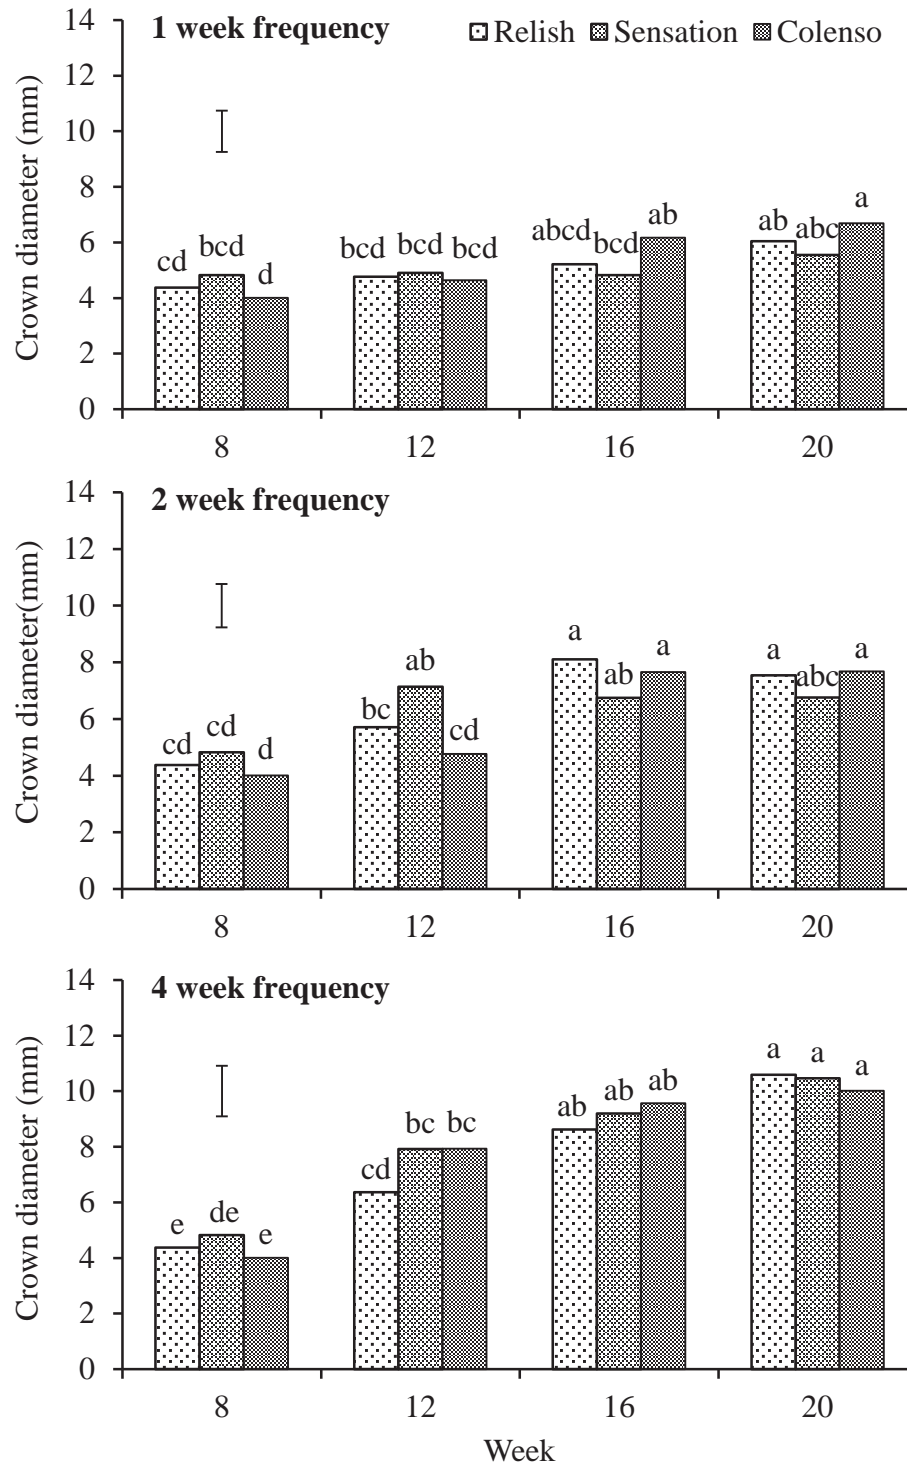 1 week frequency
Relish Sensation Colenso
Crown diameter (mm)
14
12
10
8
6
4
2
0
cd bcd d
bcd bcd bcd
abcd bcd ab
ab abc a
8 12 16 20
2 week frequency
Crown diameter(mm)
14
12
10
8
6
4
2
0
cd cd d
bc ab cd
a ab a
a abc a
8 12 16 20
4 week frequency
Crown diameter (mm)
14
12
10
8
6
4
2
0
e de e
cd bc bc
ab ab ab
a a a
8 12 16 20
Week